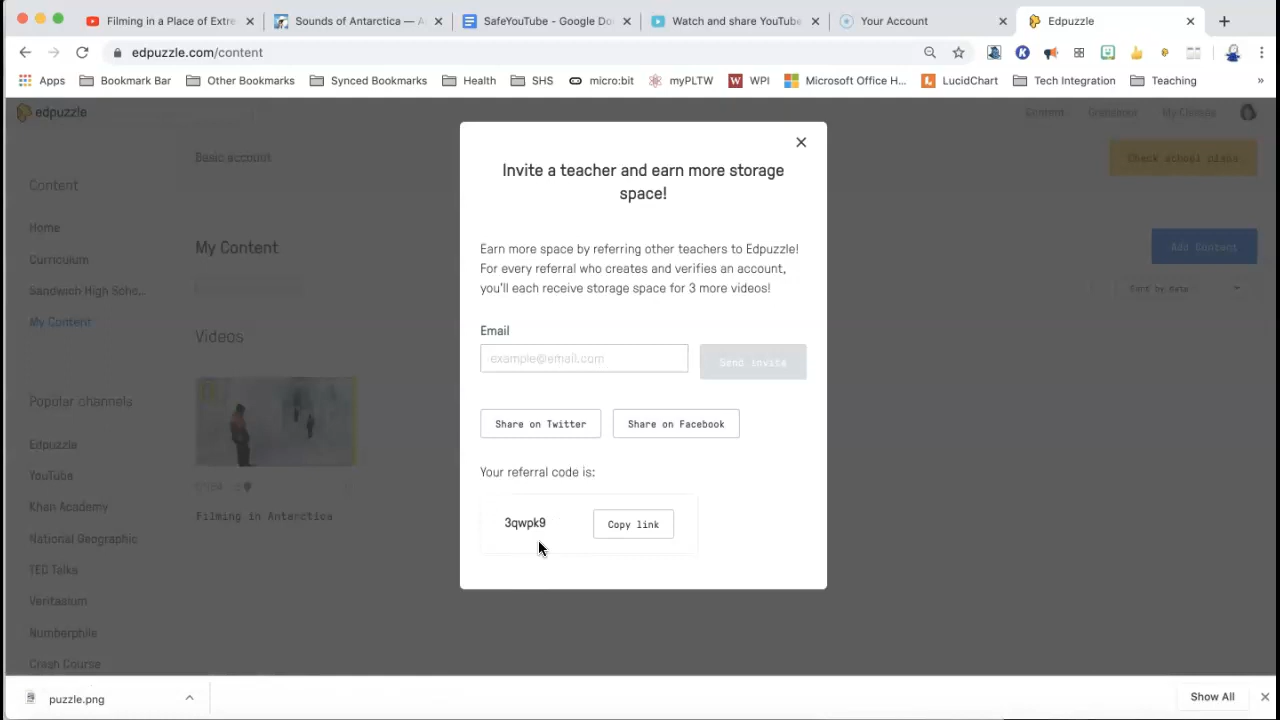 Filming in a Place of Extre
Sounds of Antarctica —
SafeYouTube - Google Do
Watch and share YouTube
Your Account
Edpuzzle
edpuzzle.com/content
Apps
Bookmark Bar
Other Bookmarks
Synced Bookmarks
Health
SHS
micro:bit
myPLTW
WPI
Microsoft Office H...
LucidChart
Tech Integration
Teaching
»
edpuzzle
Content
Gradebook
My Classes
Basic account
Check school plans
Content
Home
Curriculum
Sandwich High Scho...
My Content
Popular channels
Edpuzzle
YouTube
Khan Academy
National Geographic
TED Talks
Veritasium
Numberphile
Crash Course
My Content
Add Content
Sort by date
Videos
Filming in Antarctica
Invite a teacher and earn more storage
space!
Earn more space by referring other teachers to Edpuzzle!
For every referral who creates and verifies an account,
you'll each receive storage space for 3 more videos!
Email
example@email.com
Send invite
Share on Twitter
Share on Facebook
Your referral code is:
3qwpk9
Copy link
puzzle.png
Show All